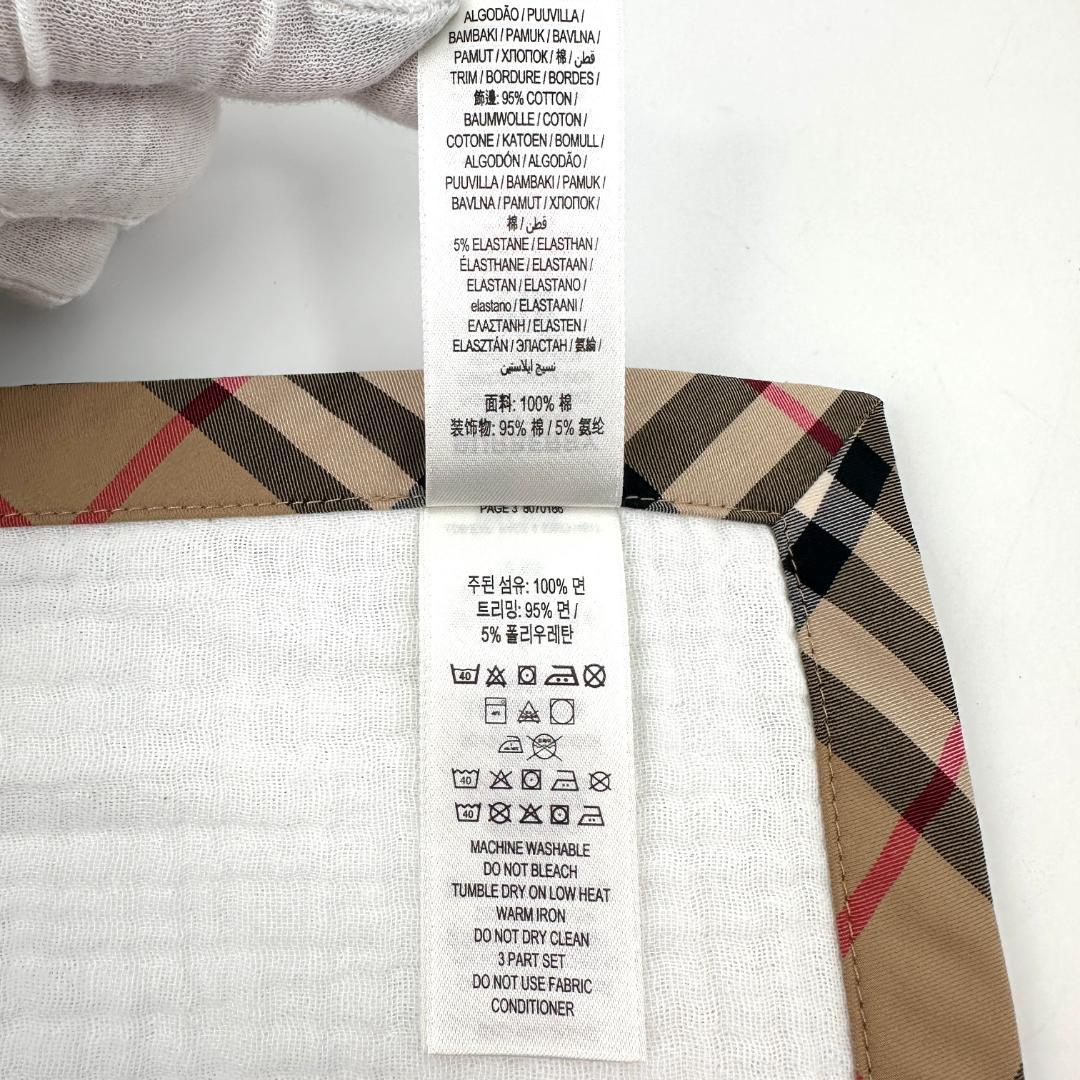 ALGODÃO / PUUVILLA /
BAMBAKI / PAMUK / BAVLNA /
PAMUT / ХЛОПОК / 棉 / قطن
TRIM / BORDURE / BORDES /
飾邊: 95% COTTON /
BAUMWOLLE / COTON /
COTONE / KATOEN / BOMULL /
ALGODÓN / ALGODÃO /
PUUVILLA / BAMBAKI / PAMUK /
BAVLNA / PAMUT / ХЛОПОК /
棉 / قطن
5% ELASTANE / ELASTHAN /
ÉLASTHANE / ELASTAAN /
ELASTAN / ELASTANO /
elastano / ELASTAANI /
ΕΛΑΣΤΑΝΗ / ELASTEN /
ELASZTÁN / ЭЛАСТАН / 氨綸 /
نسيج ايلاستين
面料: 100% 棉
装饰物: 95% 棉 / 5% 氨纶
PAGE 3 8070186
주된 섬유: 100% 면
트리밍: 95% 면 /
5% 폴리우레탄
40
40
40
MACHINE WASHABLE
DO NOT BLEACH
TUMBLE DRY ON LOW HEAT
WARM IRON
DO NOT DRY CLEAN
3 PART SET
DO NOT USE FABRIC
CONDITIONER